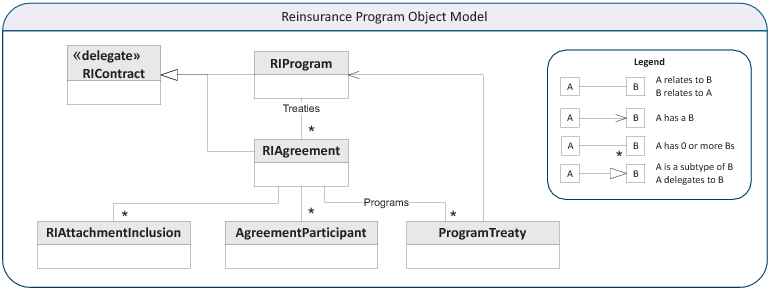 Reinsurance Program Object Model
«delegate»
RIContract
RIProgram
Treaties
*
RIAgreement
Programs
*
*
*
RIAttachmentInclusion
AgreementParticipant
ProgramTreaty
Legend
A
B
A relates to B
B relates to A
A
B
A has a B
A
B
*
A has 0 or more Bs
A
B
A is a subtype of B
A delegates to B